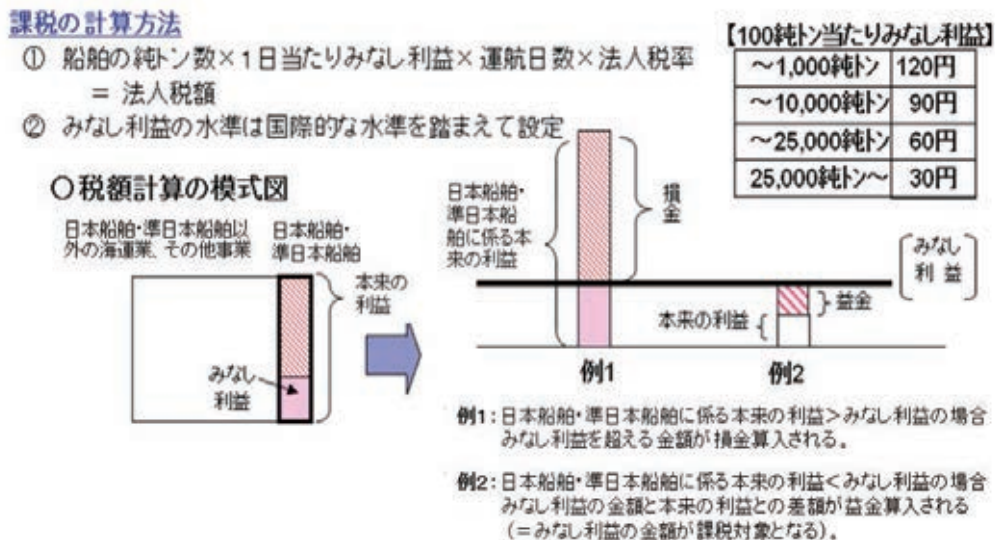 課税の計算方法
① 船舶の純トン数×1日当たりみなし利益×運航日数×法人税率
= 法人税額
② みなし利益の水準は国際的な水準を踏まえて設定
【100純トン当たりみなし利益】
～1,000純トン 120円
～10,000純トン 90円
～25,000純トン 60円
25,000純トン～ 30円
○税額計算の模式図
日本船舶・準日本船舶以
外の海運業、その他事業
日本船舶・
準日本船舶
本来の
利益
みなし
利益
日本船舶・
準日本船
舶に係る本
来の利益
損金
みなし
利 益
益金
本来の利益
例1
例2
例1：日本船舶・準日本船舶に係る本来の利益＞みなし利益の場合
みなし利益を超える金額が損金算入される。
例2：日本船舶・準日本船舶に係る本来の利益＜みなし利益の場合
みなし利益の金額と本来の利益との差額が益金算入される
（＝みなし利益の金額が課税対象となる）。